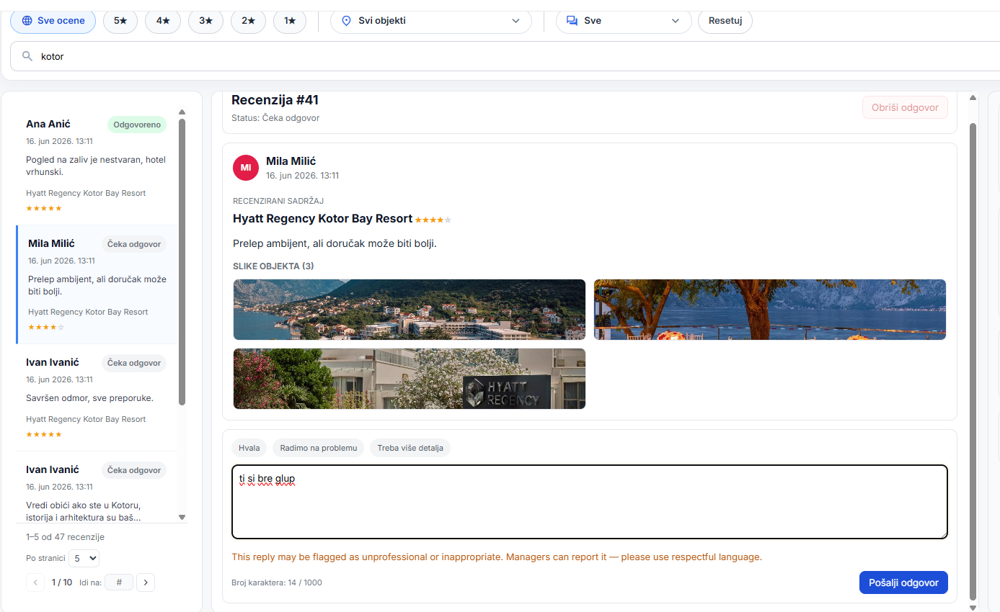 Sve ocene
5★
4★
3★
2★
1★
Svi objekti
Sve
Resetuj
kotor
Ana Anić
Odgovoreno
16. jun 2026. 13:11
Pogled na zaliv je nestvaran, hotel
vrhunski.
Hyatt Regency Kotor Bay Resort
★★★★★
Mila Milić
Čeka odgovor
16. jun 2026. 13:11
Prelep ambijent, ali doručak može
biti bolji.
Hyatt Regency Kotor Bay Resort
★★★★☆
Ivan Ivanić
Čeka odgovor
16. jun 2026. 13:11
Savršen odmor, sve preporuke.
Hyatt Regency Kotor Bay Resort
★★★★★
Ivan Ivanić
Čeka odgovor
16. jun 2026. 13:11
Vredi obići ako ste u Kotoru,
istorija i arhitektura su baš...
1–5 od 47 recenzije
Po stranici 5
1 / 10 Idi na: #
Recenzija #41
Status: Čeka odgovor
Obriši odgovor
MI
Mila Milić
16. jun 2026. 13:11
RECENZIRANI SADRŽAJ
Hyatt Regency Kotor Bay Resort ★★★★☆
Prelep ambijent, ali doručak može biti bolji.
SLIKE OBJEKTA (3)
HYATT
REGENCY
Hvala
Radimo na problemu
Treba više detalja
ti si bre glup
This reply may be flagged as unprofessional or inappropriate. Managers can report it — please use respectful language.
Broj karaktera: 14 / 1000
Pošalji odgovor